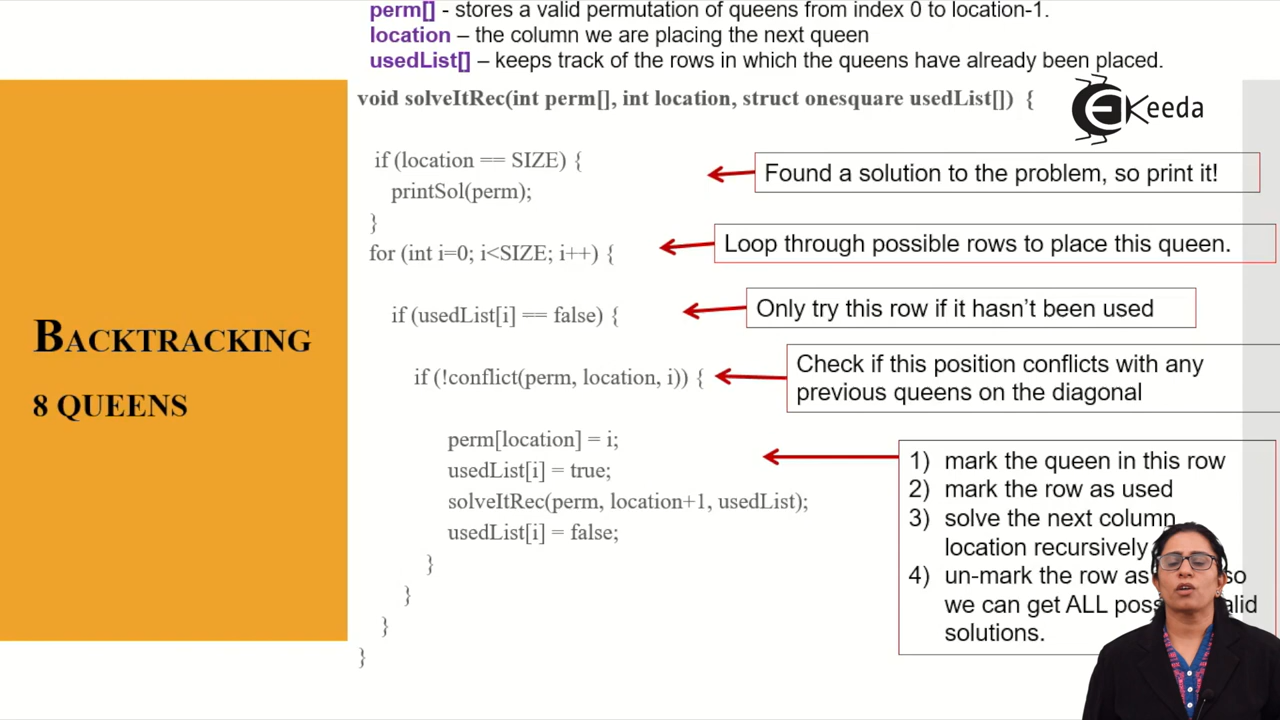 perm[] - stores a valid permutation of queens from index 0 to location-1.
location – the column we are placing the next queen
usedList[] – keeps track of the rows in which the queens have already been placed.
void solveItRec(int perm[], int location, struct onesquare usedList[]) {
Keeda
if (location == SIZE) {
printSol(perm);
}
Found a solution to the problem, so print it!
for (int i=0; i<SIZE; i++) {
Loop through possible rows to place this queen.
if (usedList[i] == false) {
Only try this row if it hasn't been used
if (!conflict(perm, location, i)) {
Check if this position conflicts with any
previous queens on the diagonal
perm[location] = i;
usedList[i] = true;
solveItRec(perm, location+1, usedList);
usedList[i] = false;
}
}
}
}
1) mark the queen in this row
2) mark the row as used
3) solve the next column
location recursively
4) un-mark the row as so
we can get ALL
solutions.
BACKTRACKING
8 QUEENS